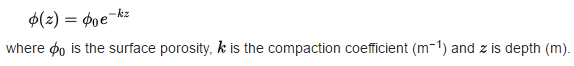 ϕ(z) = ϕ₀e⁻ᵏᶻ
where ϕ₀ is the surface porosity, k is the compaction coefficient (m⁻¹) and z is depth (m).